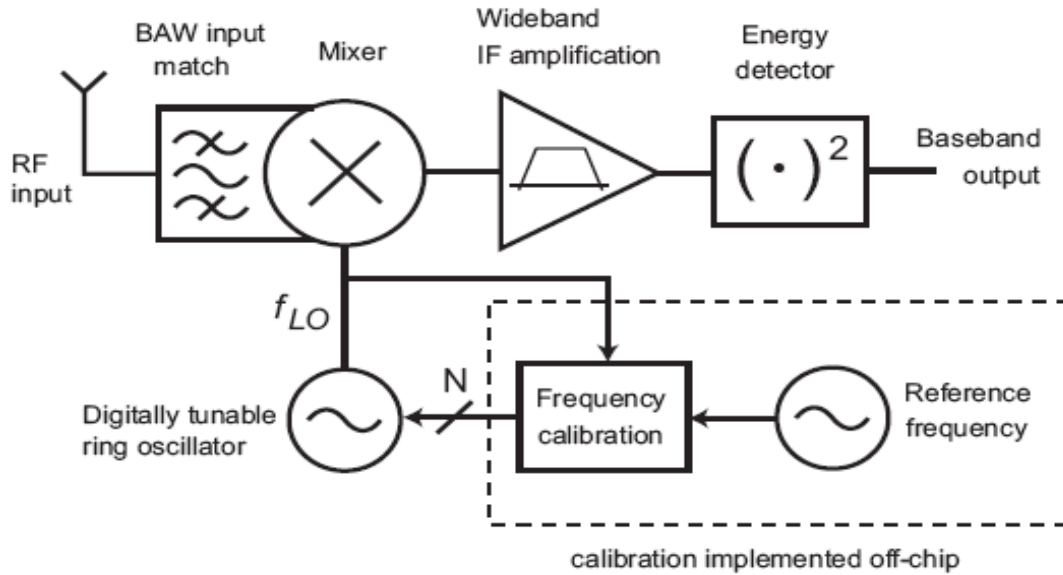 BAW input
match
Mixer
Wideband
IF amplification
Energy
detector
RF
input
( · )²
Baseband
output
fLO
N
Digitally tunable
ring oscillator
Frequency
calibration
Reference
frequency
calibration implemented off-chip